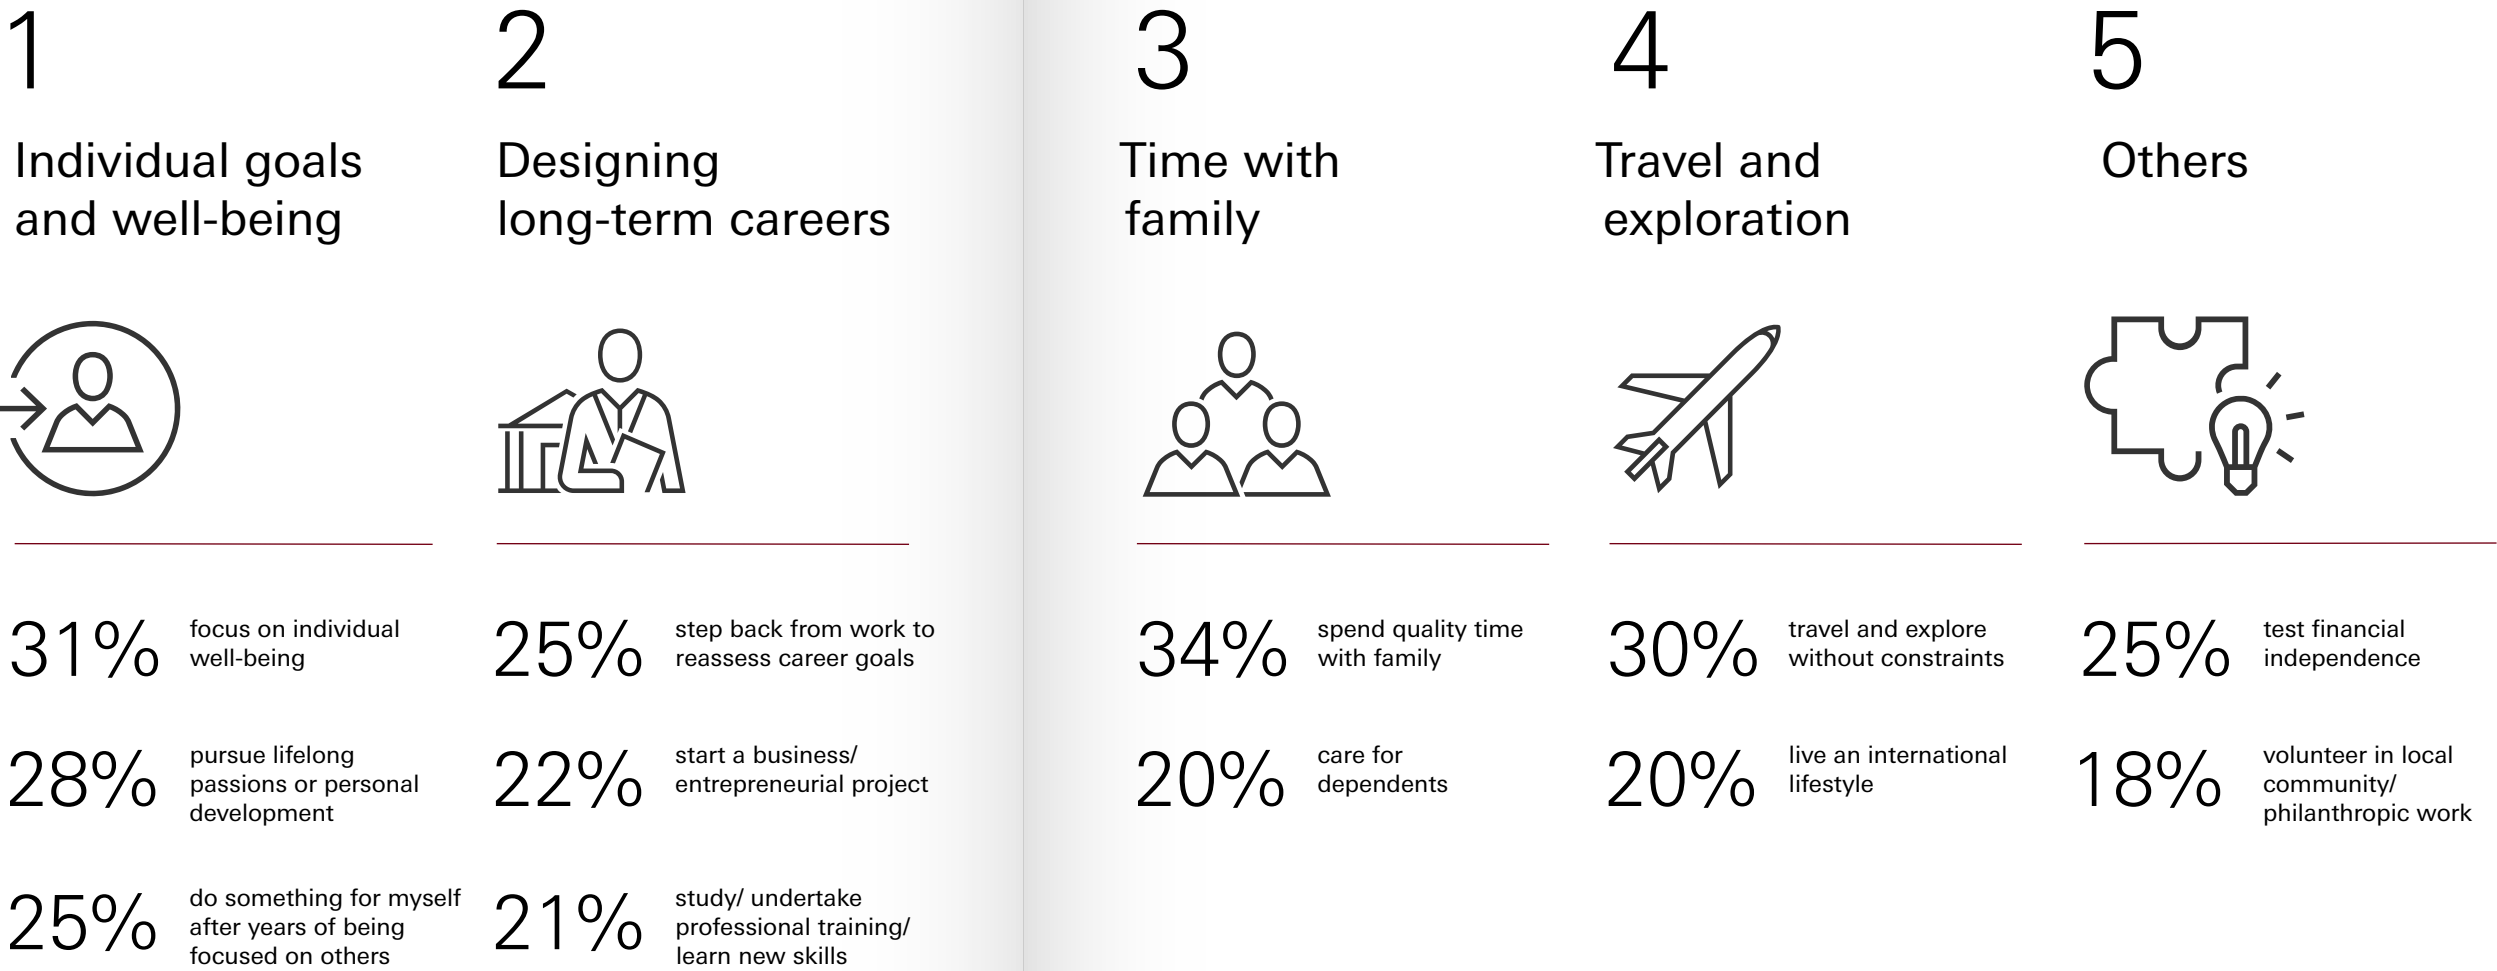 1
Individual goals
and well-being
31%
focus on individual
well-being
28%
pursue lifelong
passions or personal
development
25%
do something for myself
after years of being
focused on others
2
Designing
long-term careers
25%
step back from work to
reassess career goals
22%
start a business/
entrepreneurial project
21%
study/ undertake
professional training/
learn new skills
3
Time with
family
34%
spend quality time
with family
20%
care for
dependents
4
Travel and
exploration
30%
travel and explore
without constraints
20%
live an international
lifestyle
5
Others
25%
test financial
independence
18%
volunteer in local
community/
philanthropic work